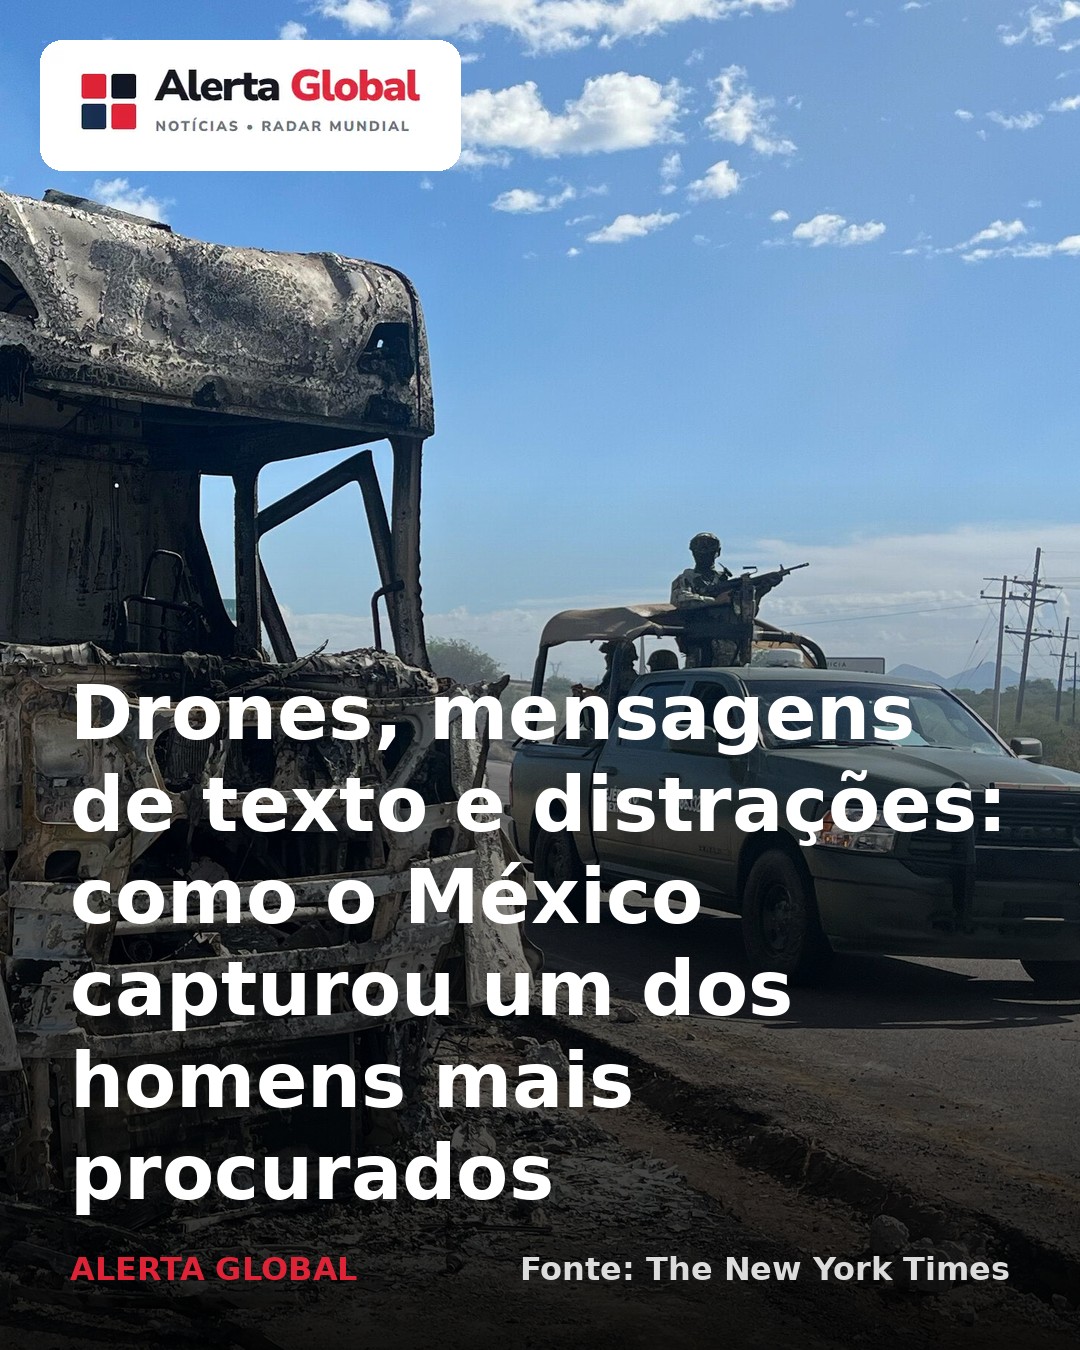 Alerta Global
NOTÍCIAS • RADAR MUNDIAL
Drones, mensagens
de texto e distrações:
como o México
capturou um dos
homens mais
procurados
ALERTA GLOBAL
Fonte: The New York Times